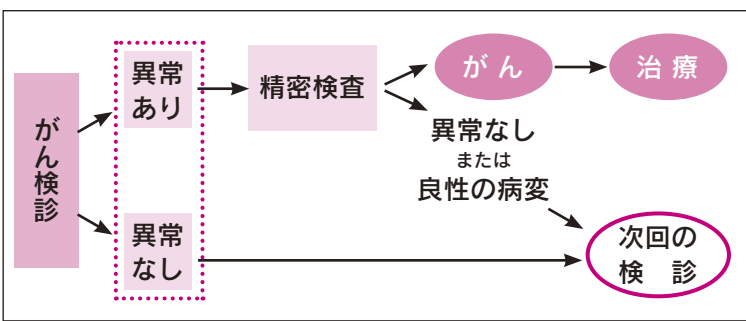 がん検診
異常
あり
異常
なし
精密検査
がん
治療
異常なし
または
良性の病変
次回の
検　診